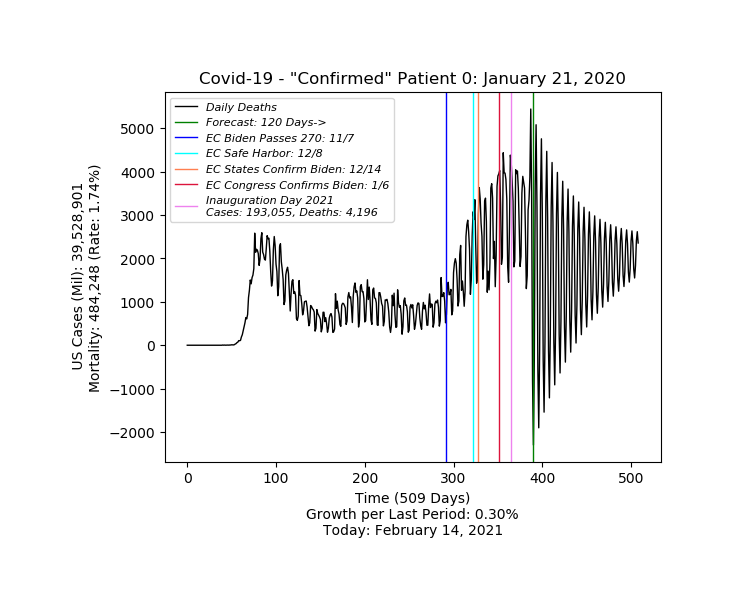 Covid-19 - "Confirmed" Patient 0: January 21, 2020
Daily Deaths
Forecast: 120 Days->
EC Biden Passes 270: 11/7
EC Safe Harbor: 12/8
EC States Confirm Biden: 12/14
EC Congress Confirms Biden: 1/6
Inauguration Day 2021
Cases: 193,055, Deaths: 4,196
US Cases (Mil): 39,528,901
Mortality: 484,248 (Rate: 1.74%)
5000
4000
3000
2000
1000
0
−1000
−2000
0 100 200 300 400 500
Time (509 Days)
Growth per Last Period: 0.30%
Today: February 14, 2021